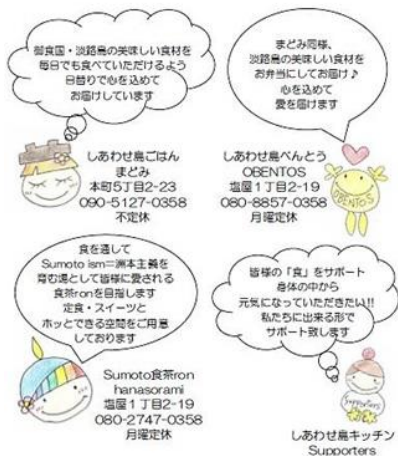 御食国・淡路島の美味しい食材を
毎日でも食べていただけるよう
日替りで心を込めて
お届けしています
しあわせ島ごはん
まどみ
本町5丁目2-23
090-5127-0358
不定休
まどみ同様、
淡路島の美味しい食材を
お弁当にしてお届け♪
心を込めて
愛を届けます
しあわせ島べんとう
OBENTOS
塩屋1丁目2-19
080-8857-0358
月曜定休
OBENTOS
食を通して
Sumoto ism=洲本主義を
育む場として皆様に愛される
食茶ronを目指します
定食・スイーツと
ホッとできる空間をご用意
しております
Sumoto食茶ron
hanasorami
塩屋1丁目2-19
080-2747-0358
月曜定休
皆様の「食」をサポート
身体の中から
元気になっていただきたい!!
私たちに出来る形で
サポート致します
Supporters
しあわせ島キッチン
Supporters